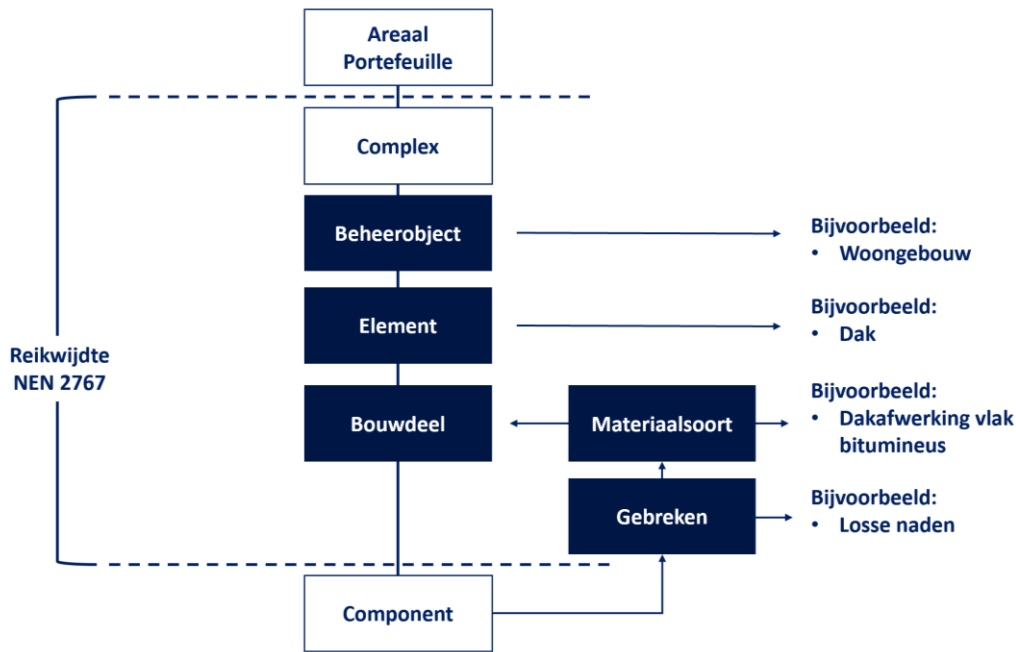 Areaal
Portefeuille
Complex
Beheerobject
Bijvoorbeeld:
• Woongebouw
Element
Bijvoorbeeld:
• Dak
Reikwijdte
NEN 2767
Bouwdeel
Materiaalsoort
Bijvoorbeeld:
• Dakafwerking vlak
bitumineus
Gebreken
Bijvoorbeeld:
• Losse naden
Component